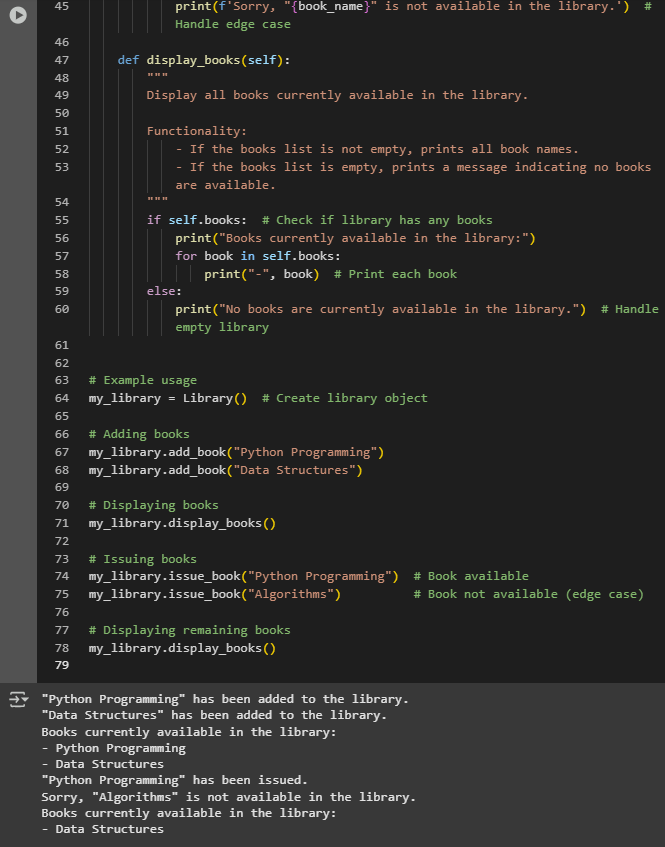 45 print(f'Sorry, "{book_name}" is not available in the library.') #
Handle edge case
46
47 def display_books(self):
48 """
49 Display all books currently available in the library.
50
51 Functionality:
52 - If the books list is not empty, prints all book names.
53 - If the books list is empty, prints a message indicating no books
are available.
54 """
55 if self.books: # Check if library has any books
56 print("Books currently available in the library:")
57 for book in self.books:
58 print("-", book) # Print each book
59 else:
60 print("No books are currently available in the library.") # Handle
empty library
61
62
63 # Example usage
64 my_library = Library() # Create library object
65
66 # Adding books
67 my_library.add_book("Python Programming")
68 my_library.add_book("Data Structures")
69
70 # Displaying books
71 my_library.display_books()
72
73 # Issuing books
74 my_library.issue_book("Python Programming") # Book available
75 my_library.issue_book("Algorithms") # Book not available (edge case)
76
77 # Displaying remaining books
78 my_library.display_books()
79
"Python Programming" has been added to the library.
"Data Structures" has been added to the library.
Books currently available in the library:
- Python Programming
- Data Structures
"Python Programming" has been issued.
Sorry, "Algorithms" is not available in the library.
Books currently available in the library:
- Data Structures